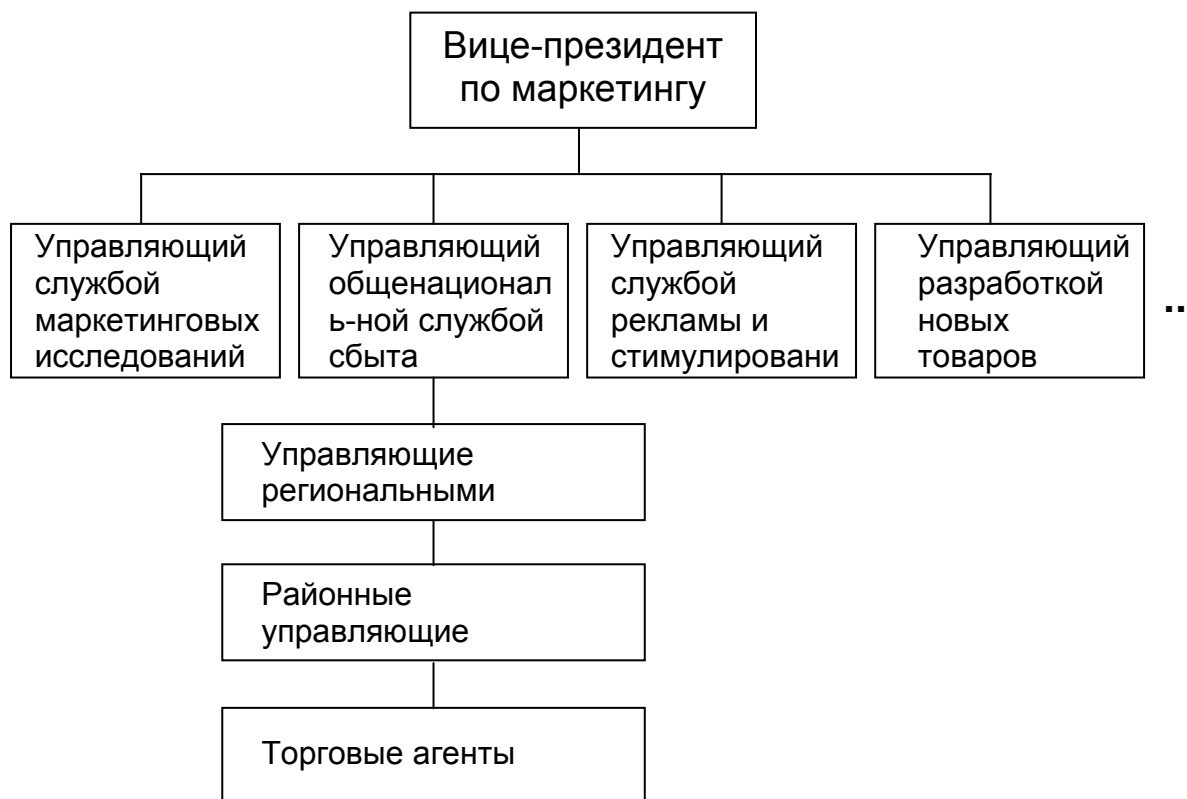 Вице-президент
по маркетингу
Управляющий
службой
маркетинговых
исследований
Управляющий
общенационал
ь-ной службой
сбыта
Управляющий
службой
рекламы и
стимулировани
Управляющий
разработкой
новых
товаров
..
Управляющие
региональными
Районные
управляющие
Торговые агенты